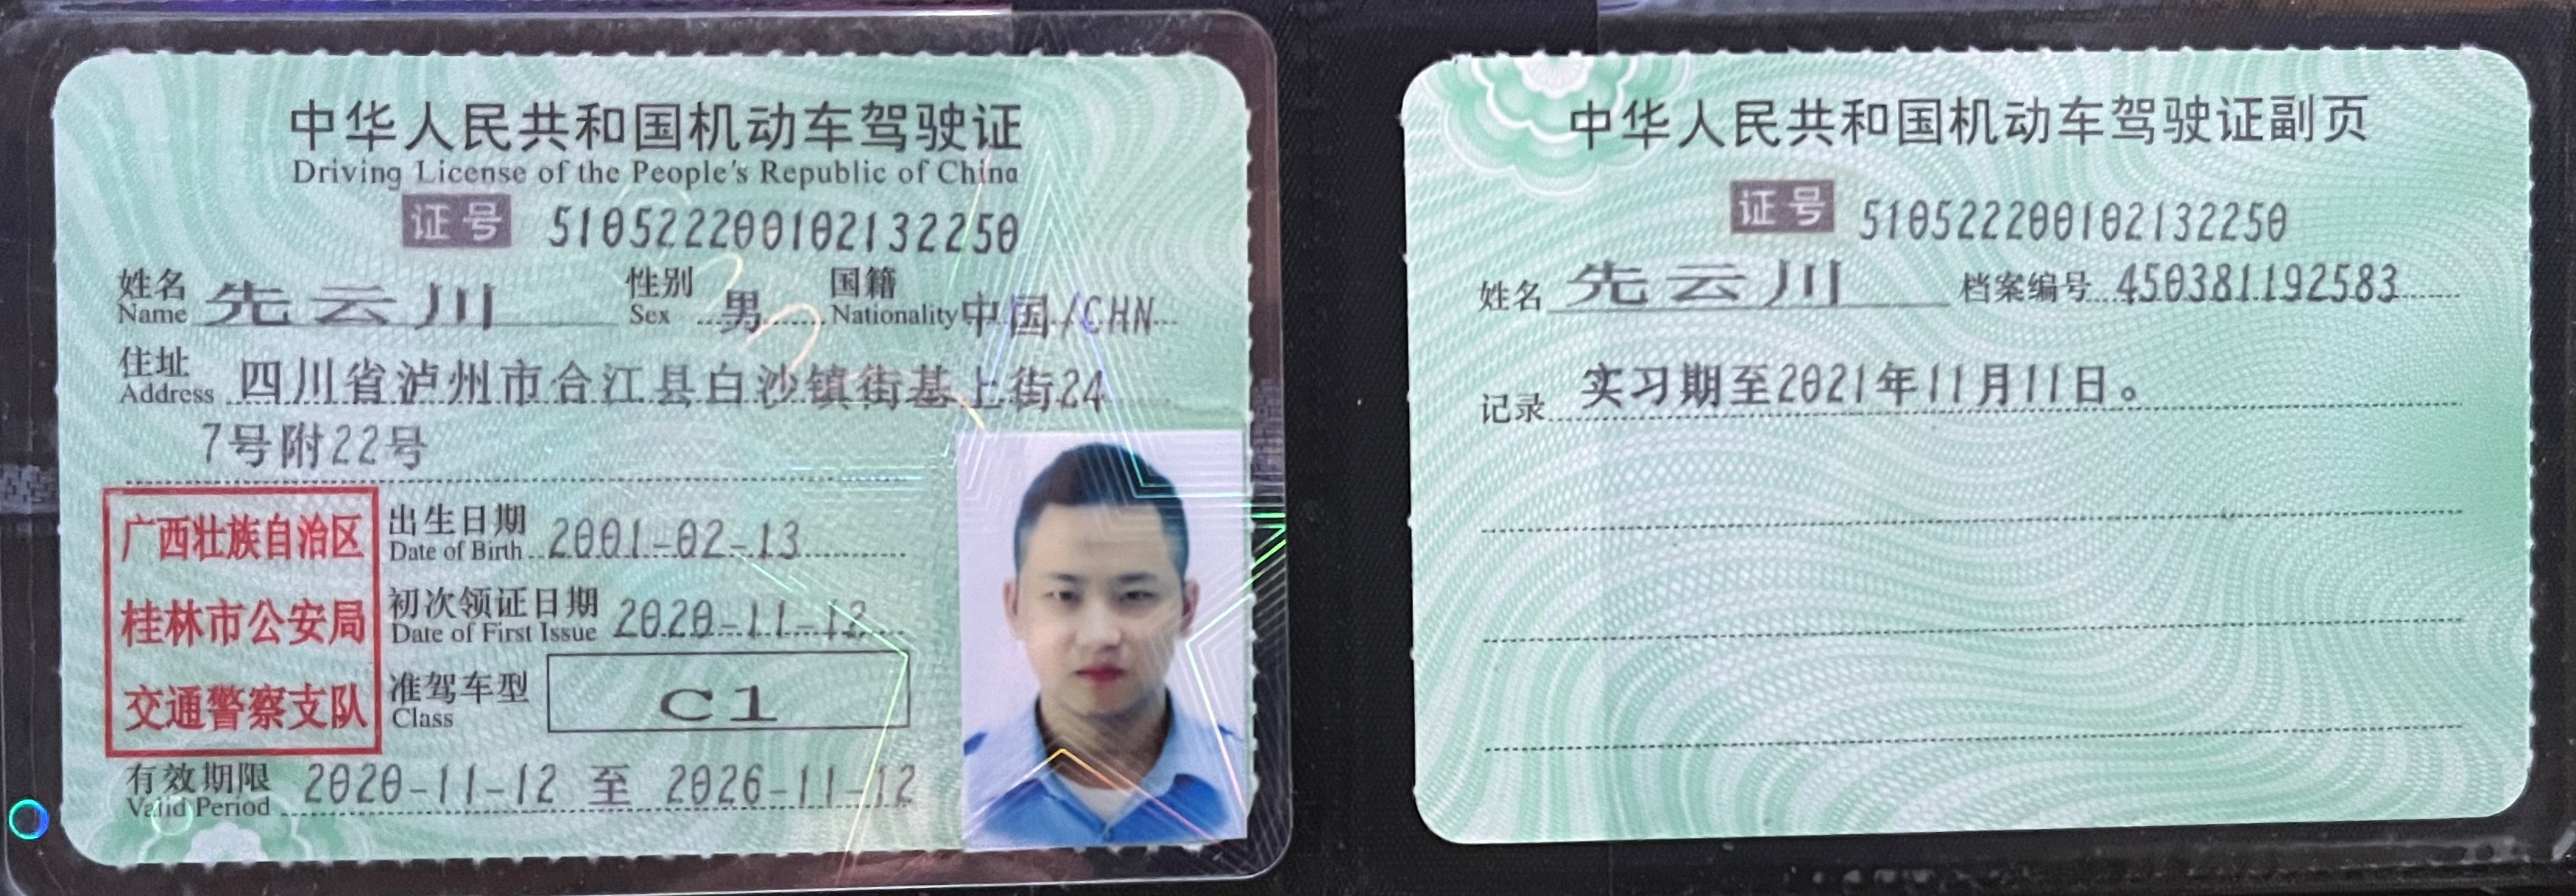 中华人民共和国机动车驾驶证
Driving License of the People's Republic of China
证号 510522200102132250
姓名 先云川 性别 男 国籍 中国/CHN
Name Sex Nationality
住址 四川省泸州市合江县白沙镇街基上街24
Address
7号附22号
广西壮族自治区
桂林市公安局
交通警察支队
出生日期 2001-02-13
Date of Birth
初次领证日期 2020-11-12
Date of First Issue
准驾车型 C1
Class
有效期限 2020-11-12 至 2026-11-12
Valid Period
中华人民共和国机动车驾驶证副页
证号 510522200102132250
姓名 先云川 档案编号 450381192583
记录 实习期至2021年11月11日。